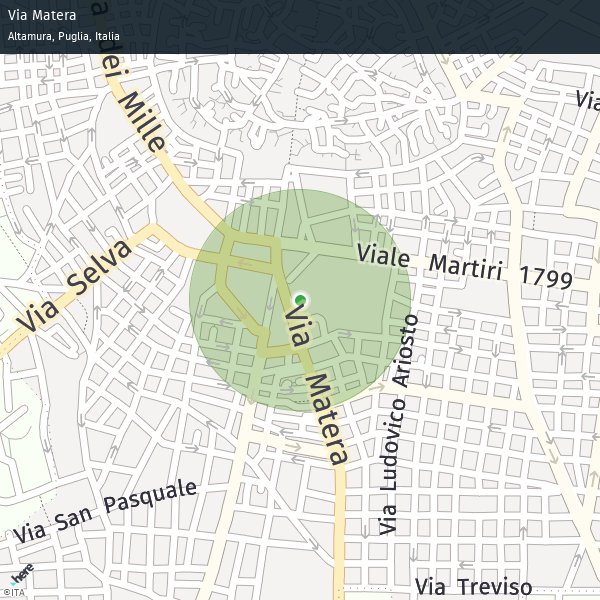 Via Matera
Altamura, Puglia, Italia
a dei Mille
Via
Viale Martiri 1799
Via Selva
Via Matera
Via Ludovico Ariosto
Via San Pasquale
Via Treviso
here
©ITA